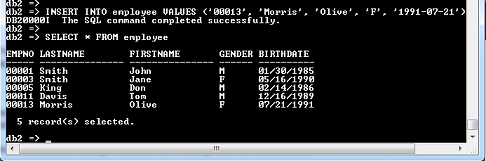 db2 => INSERT INTO employee VALUES ('00013', 'Morris', 'Olive', 'F', '1991-07-21')
DB20000I  The SQL command completed successfully.
db2 =>
db2 => SELECT * FROM employee
EMPNO LASTNAME        FIRSTNAME       GENDER BIRTHDATE
----- --------------- --------------- ------ ----------
00001 Smith           John            M      01/30/1985
00003 Smith           Jane            F      05/16/1990
00005 King            Don             M      02/14/1986
00011 Davis           Tom             M      12/16/1989
00013 Morris          Olive           F      07/21/1991
5 record(s) selected.
db2 => _